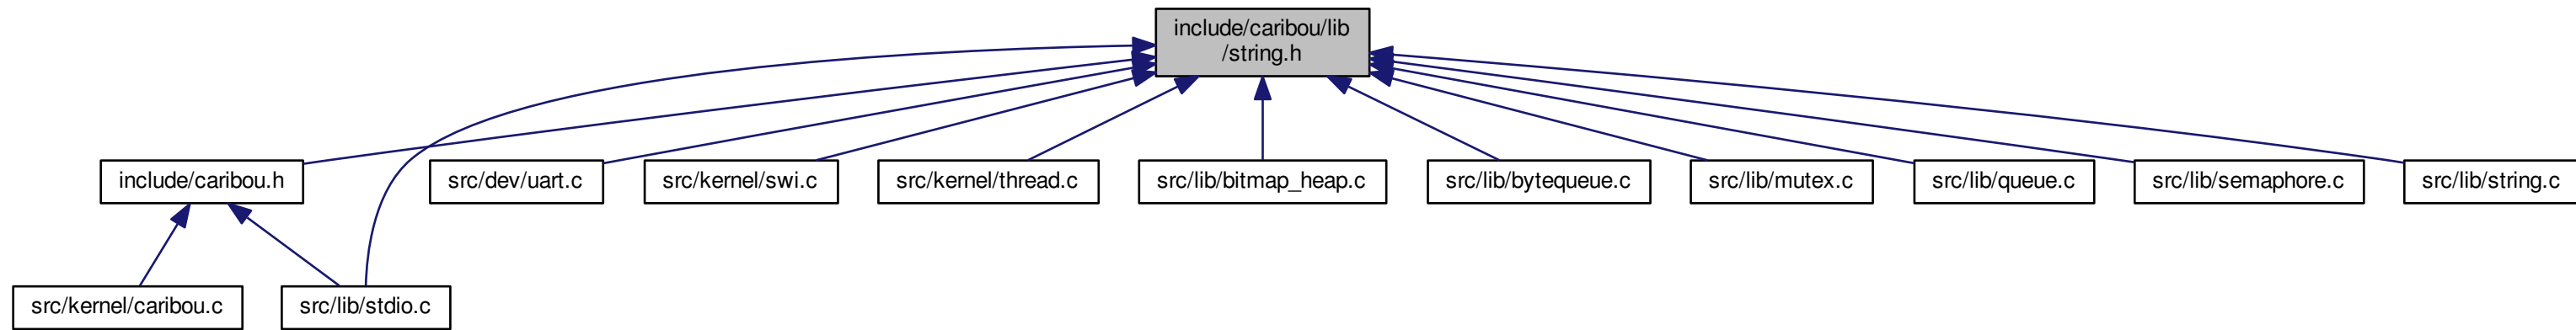 include/caribou/lib
/string.h
include/caribou.h
src/dev/uart.c
src/kernel/swi.c
src/kernel/thread.c
src/lib/bitmap_heap.c
src/lib/bytequeue.c
src/lib/mutex.c
src/lib/queue.c
src/lib/semaphore.c
src/lib/string.c
src/kernel/caribou.c
src/lib/stdio.c